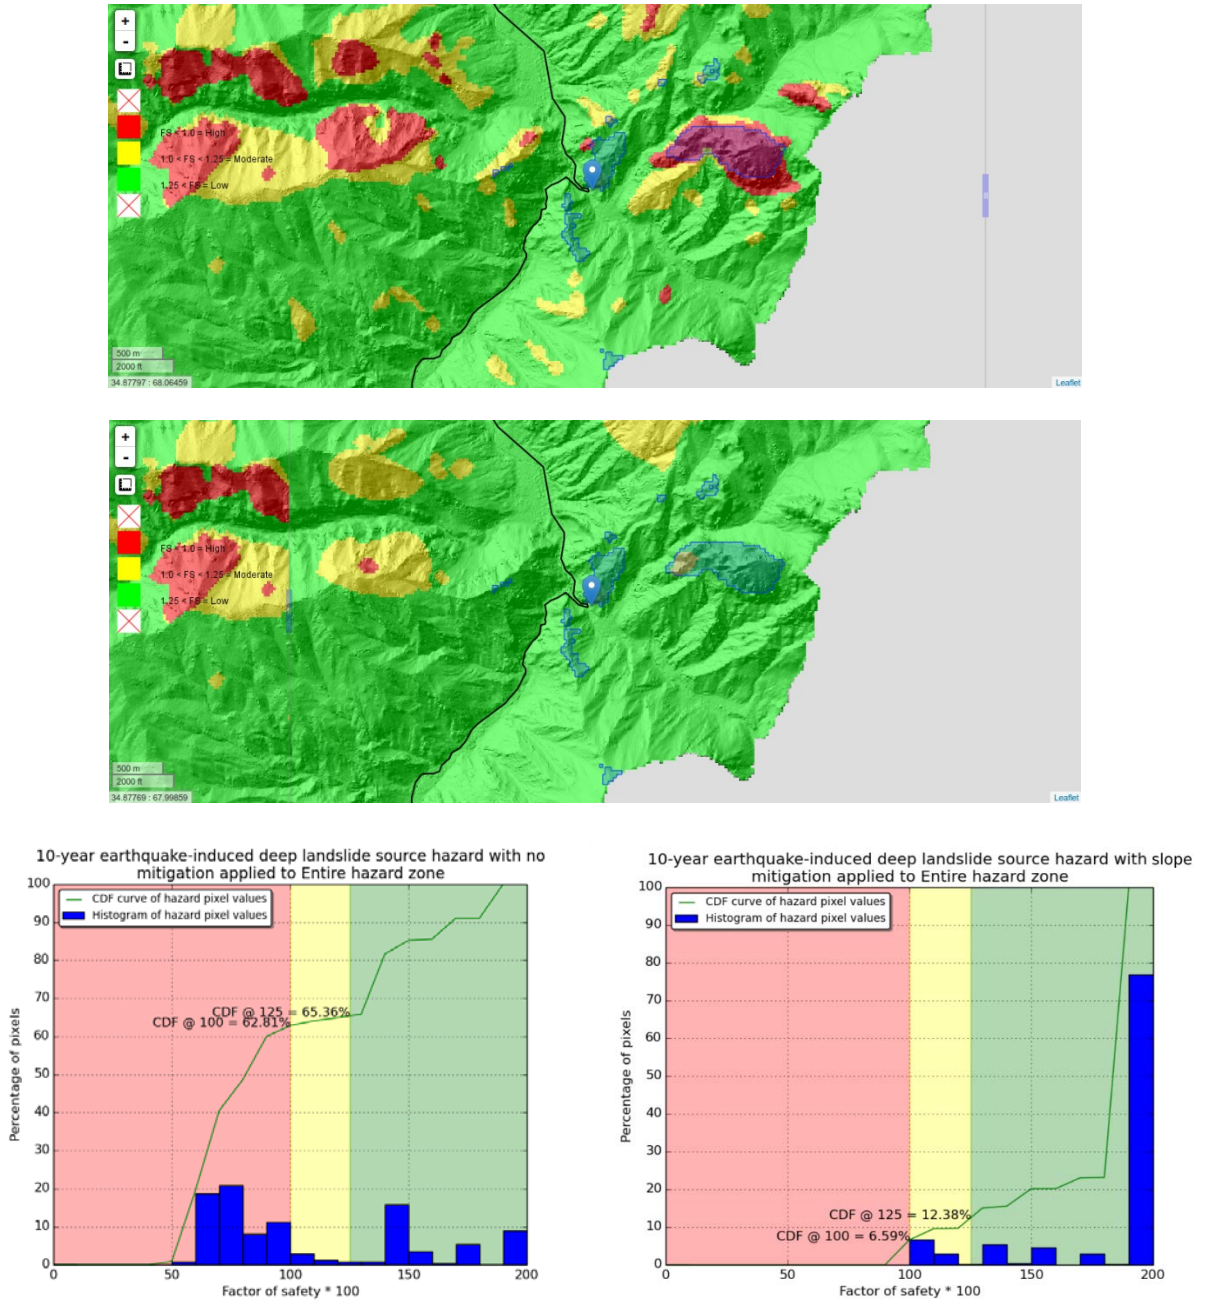 +
-
FS < 1.0 = High
1.0 < FS < 1.25 = Moderate
1.25 < FS = Low
500 m
2000 ft
34.87797 : 68.06459
Leaflet
+
-
FS < 1.0 = High
1.0 < FS < 1.25 = Moderate
1.25 < FS = Low
500 m
2000 ft
34.87769 : 67.99859
Leaflet
10-year earthquake-induced deep landslide source hazard with no
mitigation applied to Entire hazard zone
CDF curve of hazard pixel values
Histogram of hazard pixel values
CDF @ 125 = 65.36%
CDF @ 100 = 62.81%
Percentage of pixels
100
90
80
70
60
50
40
30
20
10
0
0
50
100
150
200
Factor of safety * 100
10-year earthquake-induced deep landslide source hazard with slope
mitigation applied to Entire hazard zone
CDF curve of hazard pixel values
Histogram of hazard pixel values
CDF @ 125 = 12.38%
CDF @ 100 = 6.59%
Percentage of pixels
100
90
80
70
60
50
40
30
20
10
0
0
50
100
150
200
Factor of safety * 100